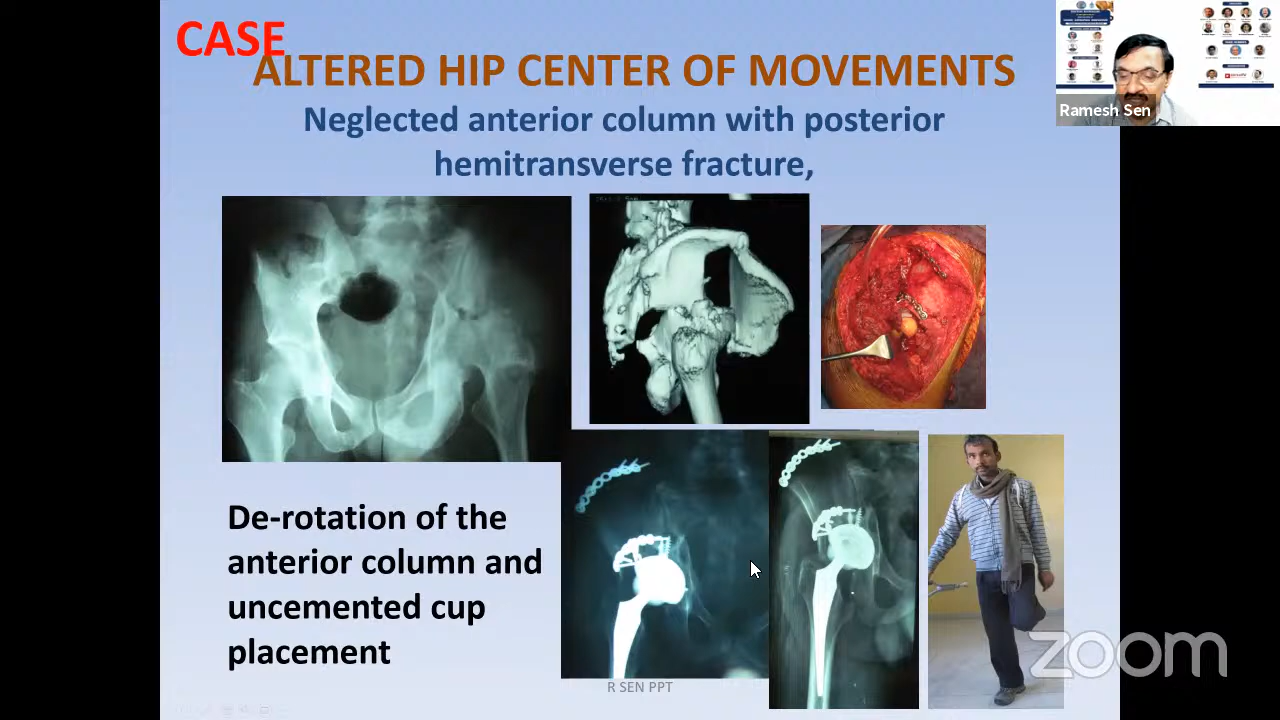 CASE
ALTERED HIP CENTER OF MOVEMENTS
Neglected anterior column with posterior
hemitransverse fracture,
De-rotation of the
anterior column and
uncemented cup
placement
R SEN PPT
Ramesh Sen
zoom